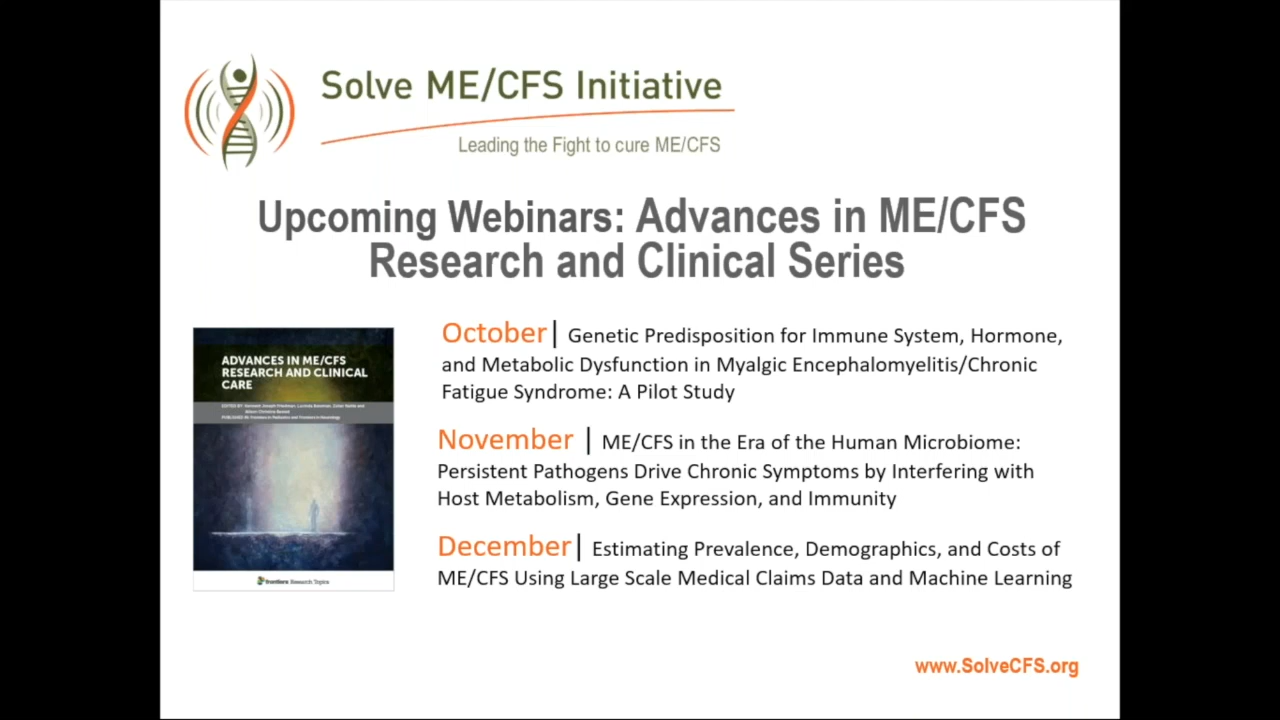 Solve ME/CFS Initiative
Leading the Fight to cure ME/CFS
Upcoming Webinars: Advances in ME/CFS
Research and Clinical Series
ADVANCES IN ME/CFS
RESEARCH AND CLINICAL
CARE
frontiers Research Topics
October| Genetic Predisposition for Immune System, Hormone,
and Metabolic Dysfunction in Myalgic Encephalomyelitis/Chronic
Fatigue Syndrome: A Pilot Study
November | ME/CFS in the Era of the Human Microbiome:
Persistent Pathogens Drive Chronic Symptoms by Interfering with
Host Metabolism, Gene Expression, and Immunity
December| Estimating Prevalence, Demographics, and Costs of
ME/CFS Using Large Scale Medical Claims Data and Machine Learning
www.SolveCFS.org